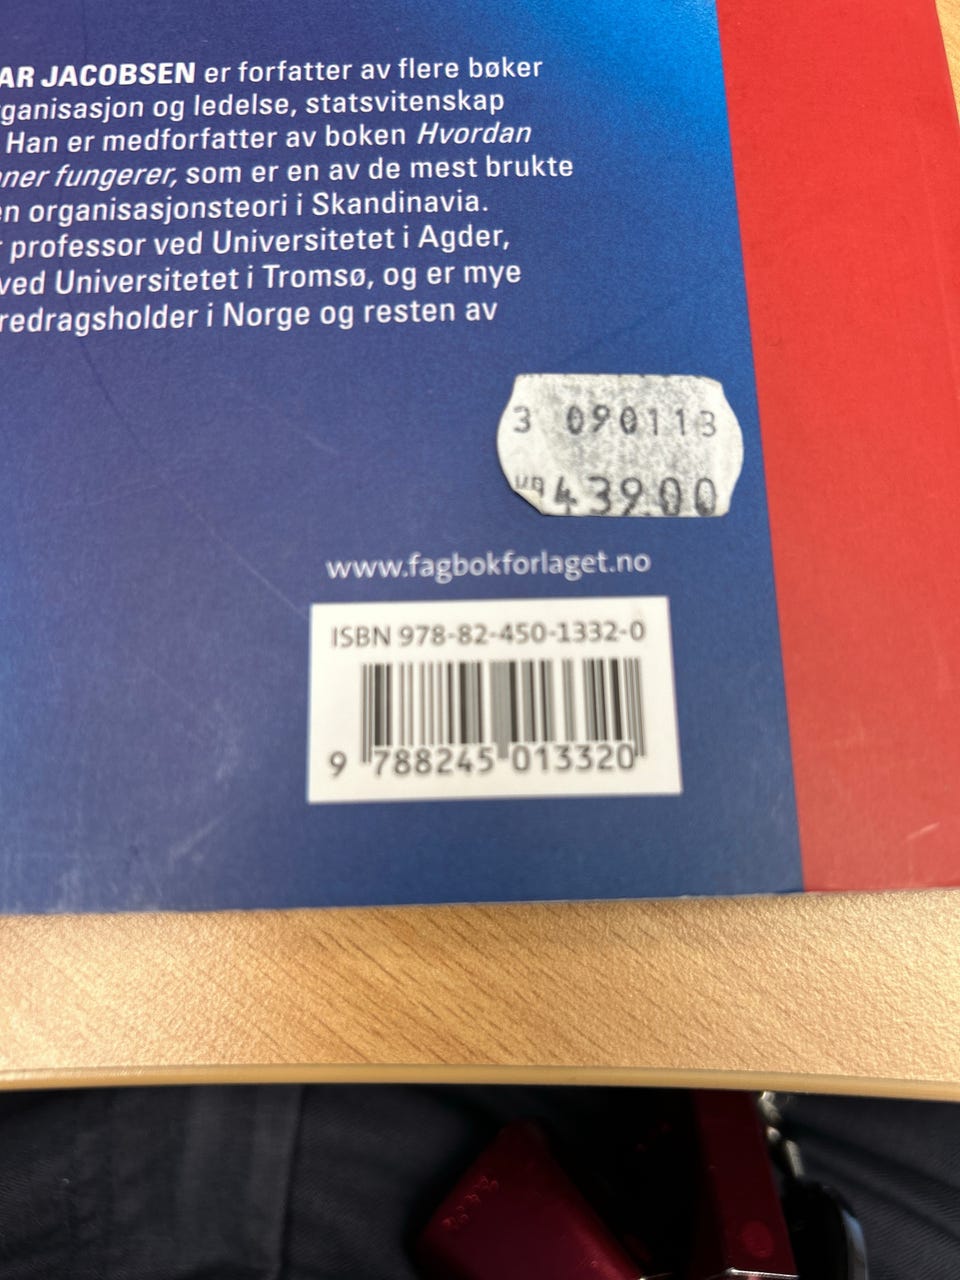 AR JACOBSEN er forfatter av flere bøker
ganisasjon og ledelse, statsvitenskap
Han er medforfatter av boken Hvordan
ner fungerer, som er en av de mest brukte
en organisasjonsteori i Skandinavia.
r professor ved Universitetet i Agder,
ved Universitetet i Tromsø, og er mye
redragsholder i Norge og resten av
3 090113
KR 439.00
www.fagbokforlaget.no
ISBN 978-82-450-1332-0
9 788245 013320